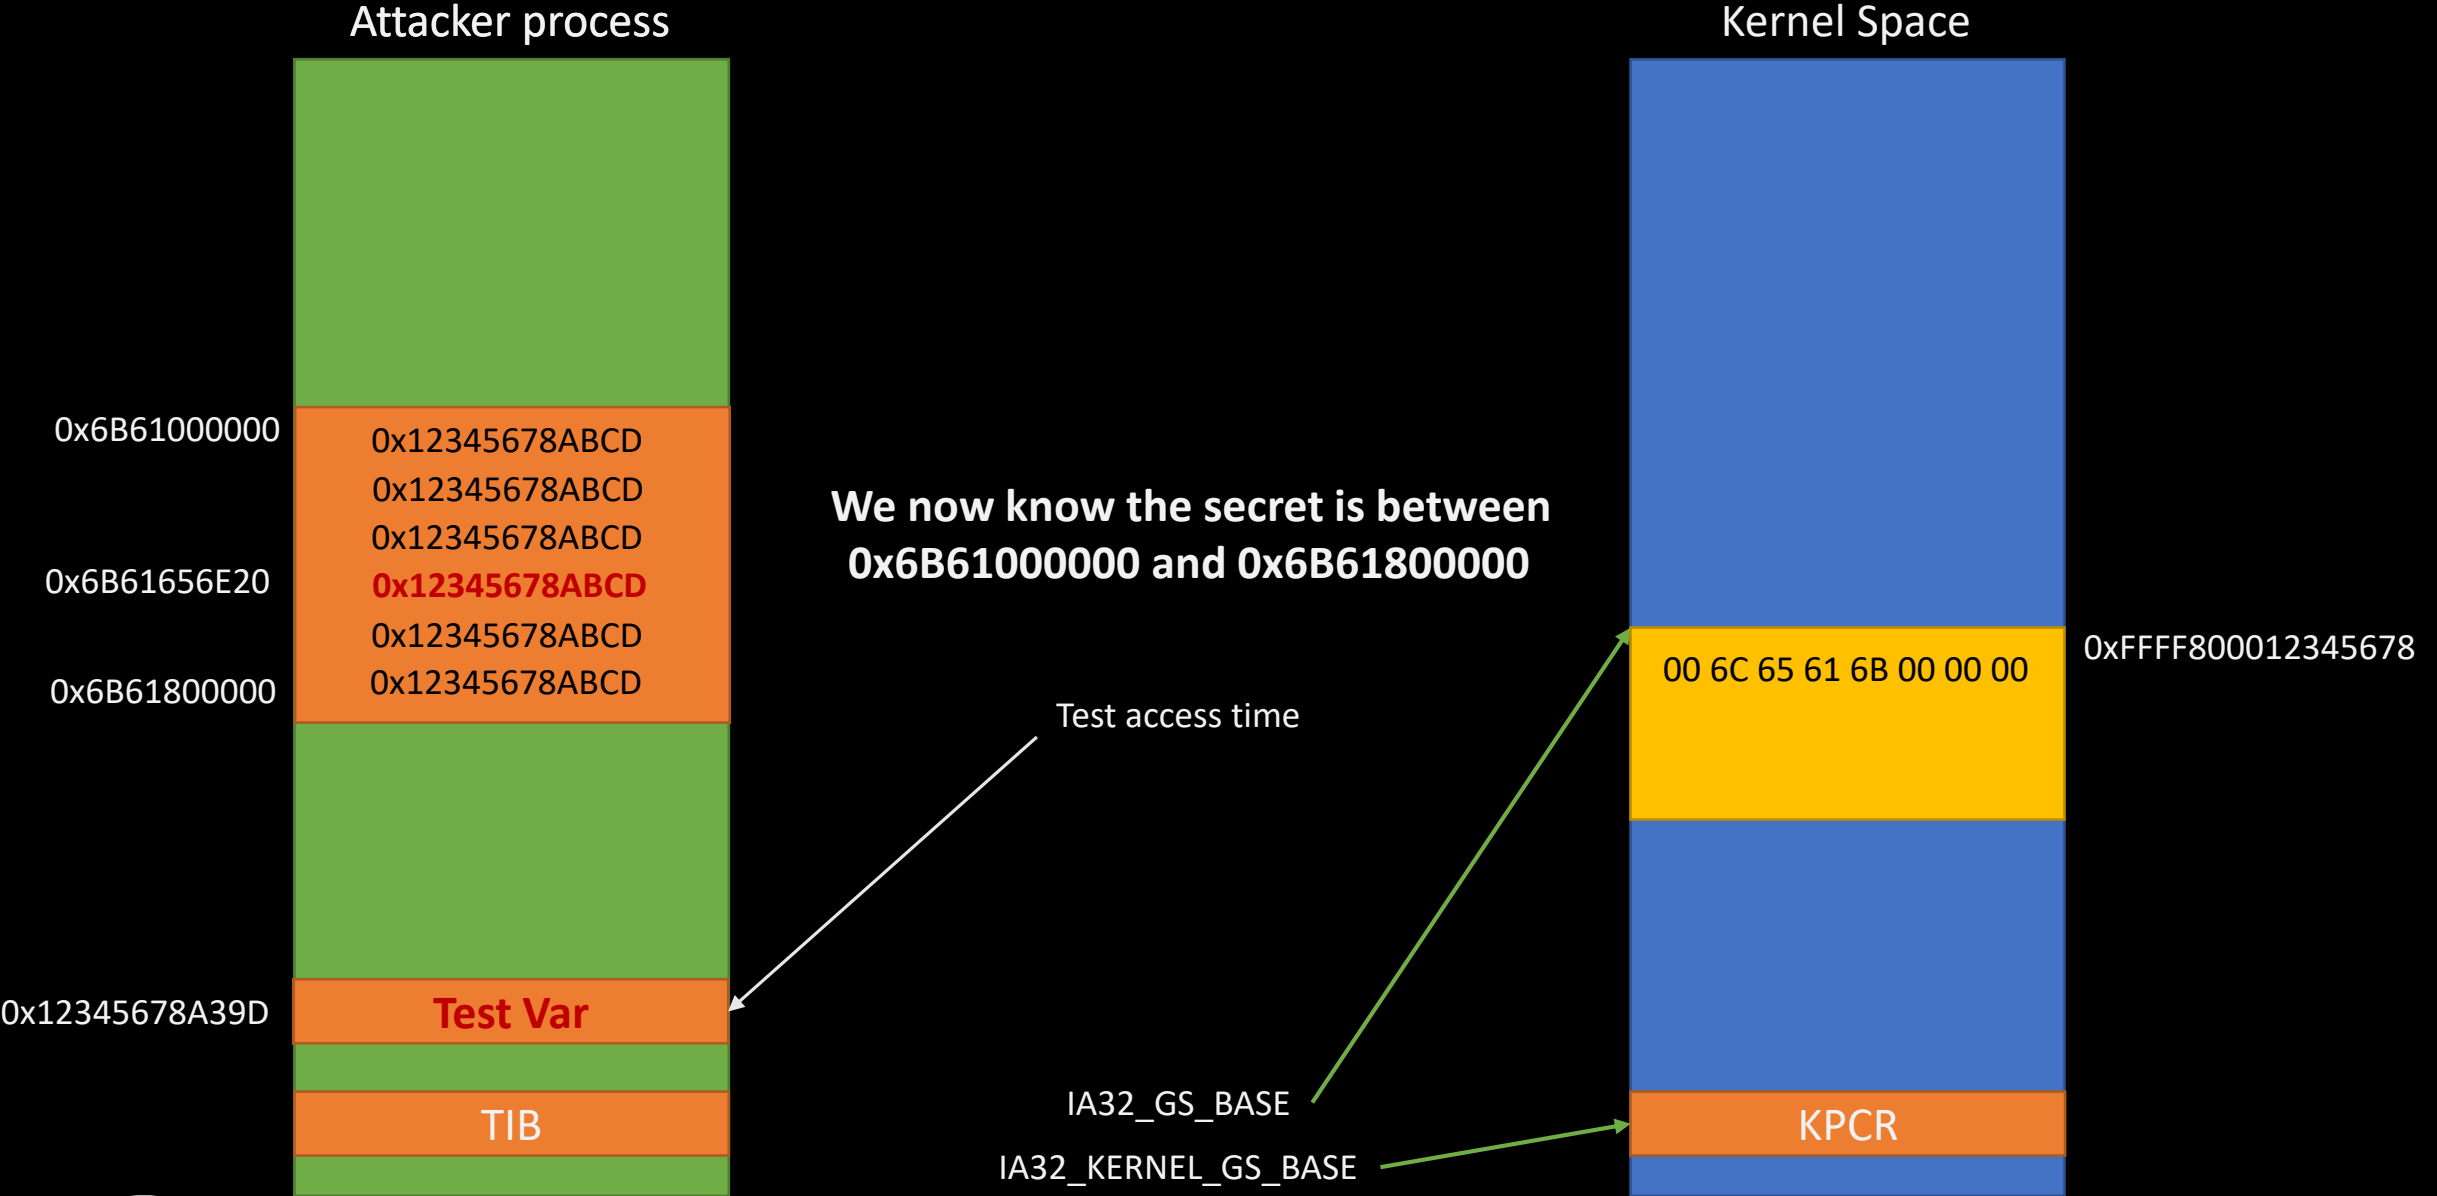 Attacker process
Kernel Space
0x6B61000000
0x12345678ABCD
0x12345678ABCD
0x12345678ABCD
0x6B61656E20
0x12345678ABCD
0x12345678ABCD
0x6B61800000
0x12345678ABCD
We now know the secret is between
0x6B61000000 and 0x6B61800000
0xFFFF800012345678
00 6C 65 61 6B 00 00 00
Test access time
0x12345678A39D
Test Var
TIB
IA32_GS_BASE
IA32_KERNEL_GS_BASE
KPCR